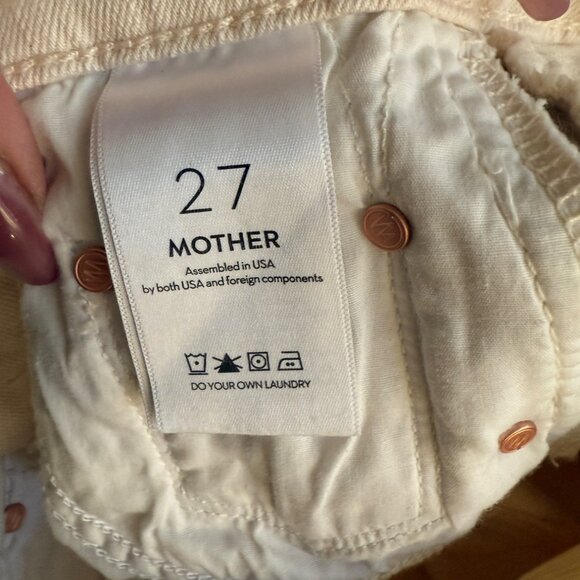 27
MOTHER
Assembled in USA
by both USA and foreign components
DO YOUR OWN LAUNDRY